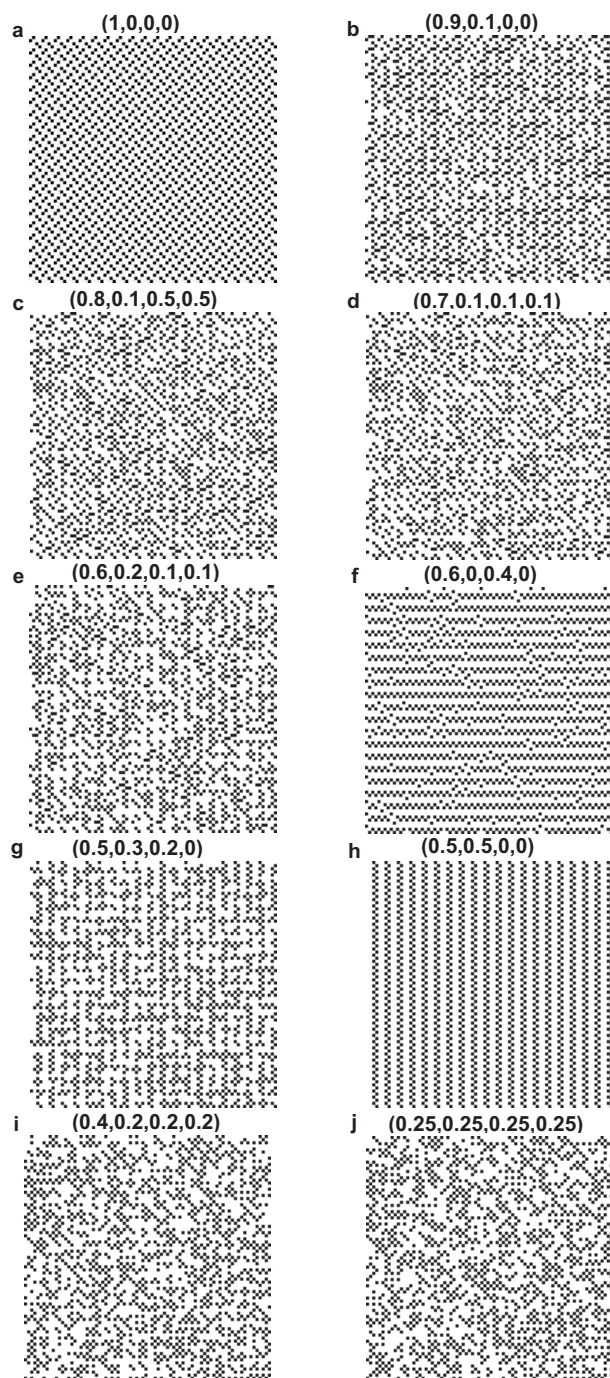 a (1,0,0,0)
b (0.9,0.1,0,0)
c (0.8,0.1,0.5,0.5)
d (0.7,0.1,0.1,0.1)
e (0.6,0.2,0.1,0.1)
f (0.6,0,0.4,0)
g (0.5,0.3,0.2,0)
h (0.5,0.5,0,0)
i (0.4,0.2,0.2,0.2)
j (0.25,0.25,0.25,0.25)